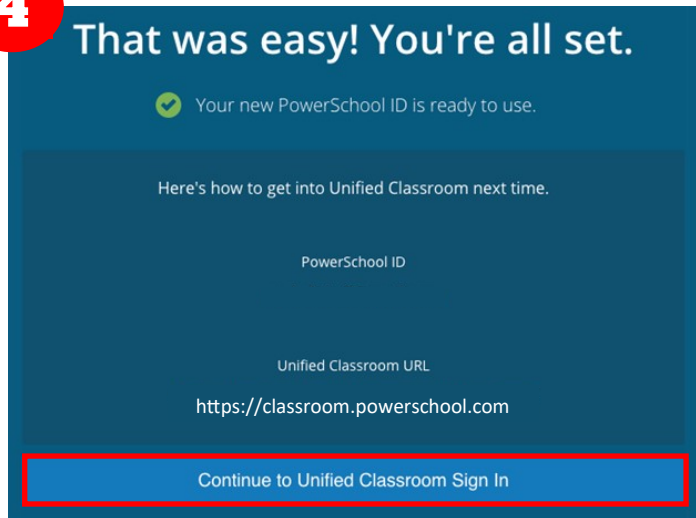 4
That was easy! You're all set.
Your new PowerSchool ID is ready to use.
Here's how to get into Unified Classroom next time.
PowerSchool ID
Unified Classroom URL
https://classroom.powerschool.com
Continue to Unified Classroom Sign In